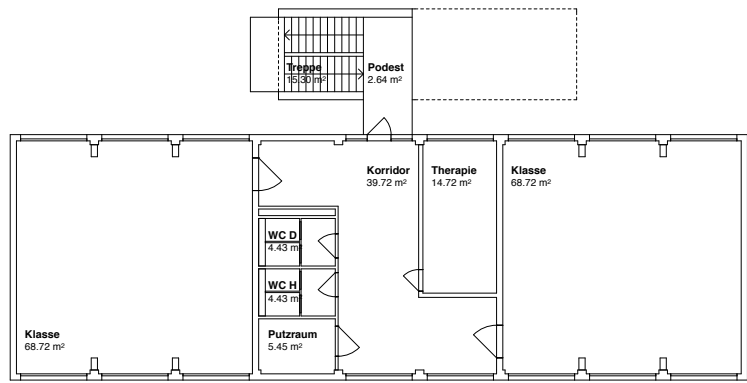 Treppe
15.30 m²
Podest
2.64 m²
Korridor
39.72 m²
Therapie
14.72 m²
Klasse
68.72 m²
WC D
4.43 m²
WC H
4.43 m²
Klasse
68.72 m²
Putzraum
5.45 m²